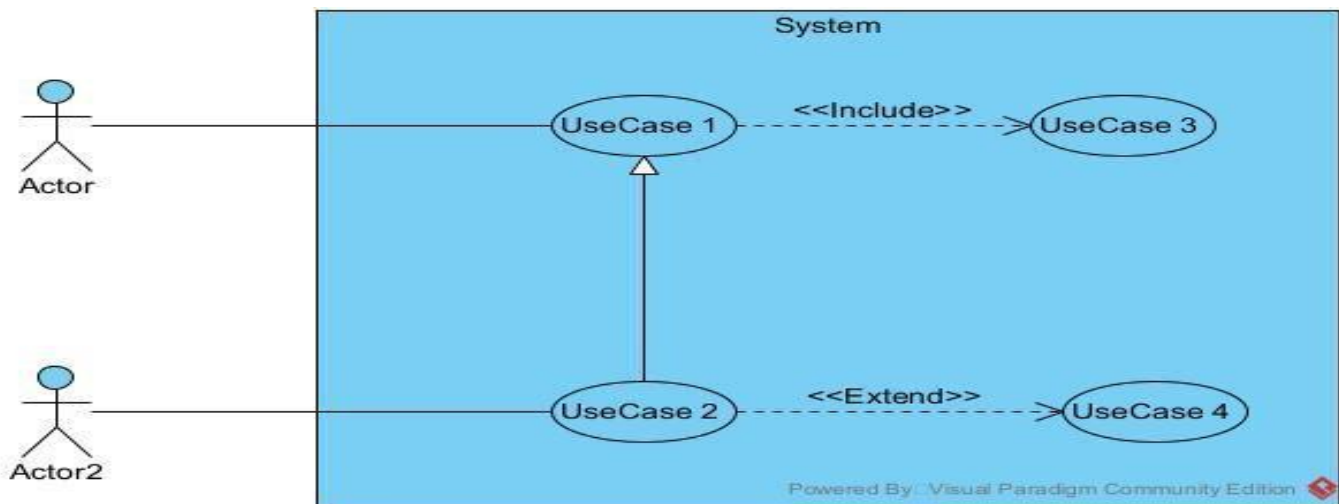 System
UseCase 1
<<Include>>
UseCase 3
Actor
UseCase 2
<<Extend>>
UseCase 4
Actor2
Powered By Visual Paradigm Community Edition